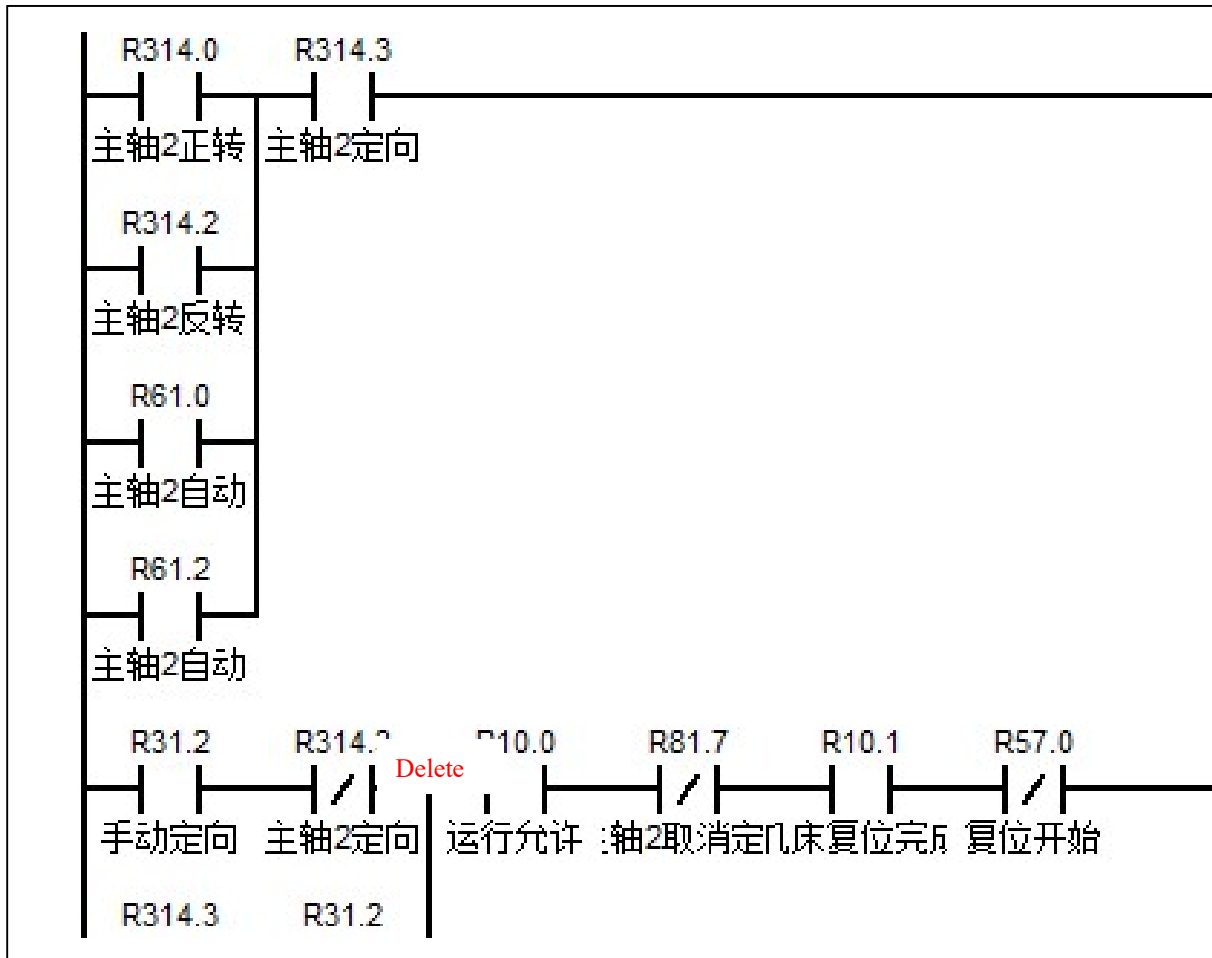 R314.0 R314.3
主轴2正转 主轴2定向
R314.2
主轴2反转
R61.0
主轴2自动
R61.2
主轴2自动
R31.2 R10.1 R57.0 R81.7
Delete
手动定向 主轴2定向 运行允许 轴2取消定 床复位完 复位开始
R314.3 R31.2